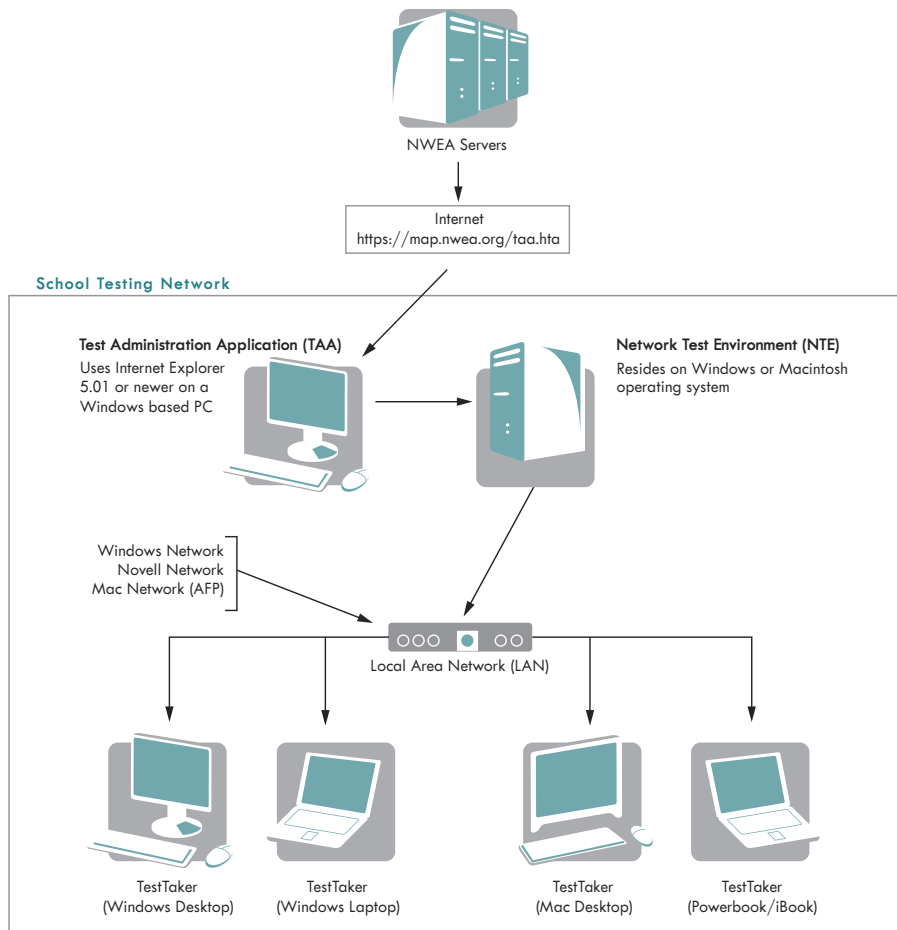 NWEA Servers
Internet
https://map.nwea.org/taa.hta
School Testing Network
Test Administration Application (TAA)
Uses Internet Explorer
5.01 or newer on a
Windows based PC
Network Test Environment (NTE)
Resides on Windows or Macintosh
operating system
Windows Network
Novell Network
Mac Network (AFP)
Local Area Network (LAN)
TestTaker
(Windows Desktop)
TestTaker
(Windows Laptop)
TestTaker
(Mac Desktop)
TestTaker
(Powerbook/iBook)